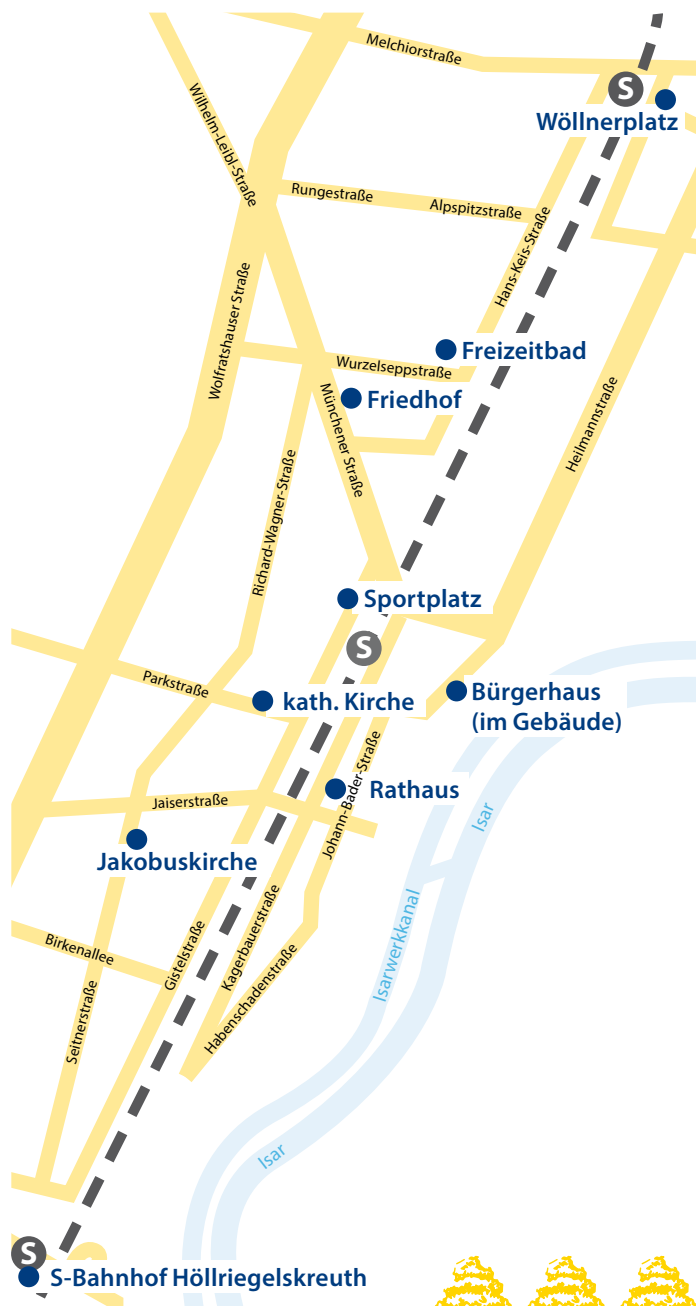 Melchiorstraße
S
Wöllnerplatz
Wilhelm-Leibl-Straße
Rungestraße
Alpspitzstraße
Hans-Keis-Straße
Wolfratshauser Straße
Freizeitbad
Wurzelseppstraße
Friedhof
Münchener Straße
Heilmannstraße
Richard-Wagner-Straße
Sportplatz
S
Parkstraße
kath. Kirche
Bürgerhaus
(im Gebäude)
Johann-Bader-Straße
Rathaus
Jaiserstraße
Isar
Jakobuskirche
Isarwerkkanal
Birkenallee
Gistelstraße
Kagerbauerstraße
Habenschadenstraße
Seitnerstraße
Isar
S
S-Bahnhof Höllriegelskreuth